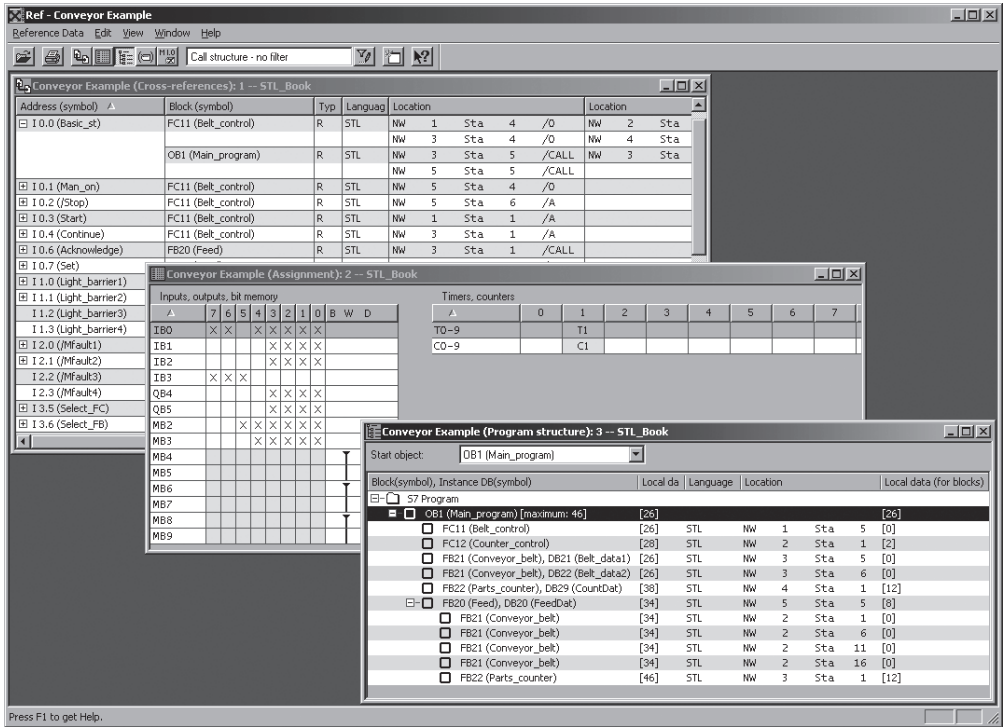 Ref - Conveyor Example
Reference Data Edit View Window Help
Call structure - no filter
Conveyor Example (Cross-references): 1 -- STL_Book
Address (symbol) Block (symbol) Typ Languag Location Location
I 0.0 (Basic_st) FC11 (Belt_control) R STL NW 1 Sta 4 /O NW 2 Sta
NW 3 Sta 4 /O NW 4 Sta
OB1 (Main_program) R STL NW 3 Sta 5 /CALL NW 3 Sta
NW 5 Sta 5 /CALL
I 0.1 (Man_on) FC11 (Belt_control) R STL NW 5 Sta 4 /O
I 0.2 (/Stop) FC11 (Belt_control) R STL NW 5 Sta 6 /A
I 0.3 (Start) FC11 (Belt_control) R STL NW 1 Sta 1 /A
I 0.4 (Continue) FC11 (Belt_control) R STL NW 3 Sta 1 /A
I 0.6 (Acknowledge) FB20 (Feed) R STL NW 3 Sta 1 /CALL
I 0.7 (Set)
I 1.0 (Light_barrier1)
I 1.1 (Light_barrier2)
I 1.2 (Light_barrier3)
I 1.3 (Light_barrier4)
I 2.0 (/Mfault1)
I 2.1 (/Mfault2)
I 2.2 (/Mfault3)
I 2.3 (/Mfault4)
I 3.5 (Select_FC)
I 3.6 (Select_FB)
Conveyor Example (Assignment): 2 -- STL_Book
Inputs, outputs, bit memory Timers, counters
7 6 5 4 3 2 1 0 B W D 0 1 2 3 4 5 6 7
IB0 X X X X X X X T0-9 T1
IB1 X X X X C0-9 C1
IB2 X X X X
IB3 X X X
QB4 X X X X
QB5 X X X X
MB2 X X X X X X
MB3 X X X X X
MB4
MB5
MB6
MB7
MB8
MB9
Conveyor Example (Program structure): 3 -- STL_Book
Start object: OB1 (Main_program)
Block(symbol), Instance DB(symbol) Local da Language Location Local data (for blocks)
S7 Program
OB1 (Main_program) [maximum: 46] [26] [26]
FC11 (Belt_control) [26] STL NW 1 Sta 5 [0]
FC12 (Counter_control) [28] STL NW 2 Sta 1 [2]
FB21 (Conveyor_belt), DB21 (Belt_data1) [26] STL NW 3 Sta 5 [0]
FB21 (Conveyor_belt), DB22 (Belt_data2) [26] STL NW 3 Sta 6 [0]
FB22 (Parts_counter), DB29 (CountDat) [38] STL NW 4 Sta 1 [12]
FB20 (Feed), DB20 (FeedDat) [34] STL NW 5 Sta 5 [8]
FB21 (Conveyor_belt) [34] STL NW 2 Sta 1 [0]
FB21 (Conveyor_belt) [34] STL NW 2 Sta 6 [0]
FB21 (Conveyor_belt) [34] STL NW 2 Sta 11 [0]
FB21 (Conveyor_belt) [34] STL NW 2 Sta 16 [0]
FB22 (Parts_counter) [46] STL NW 3 Sta 1 [12]
Press F1 to get Help.